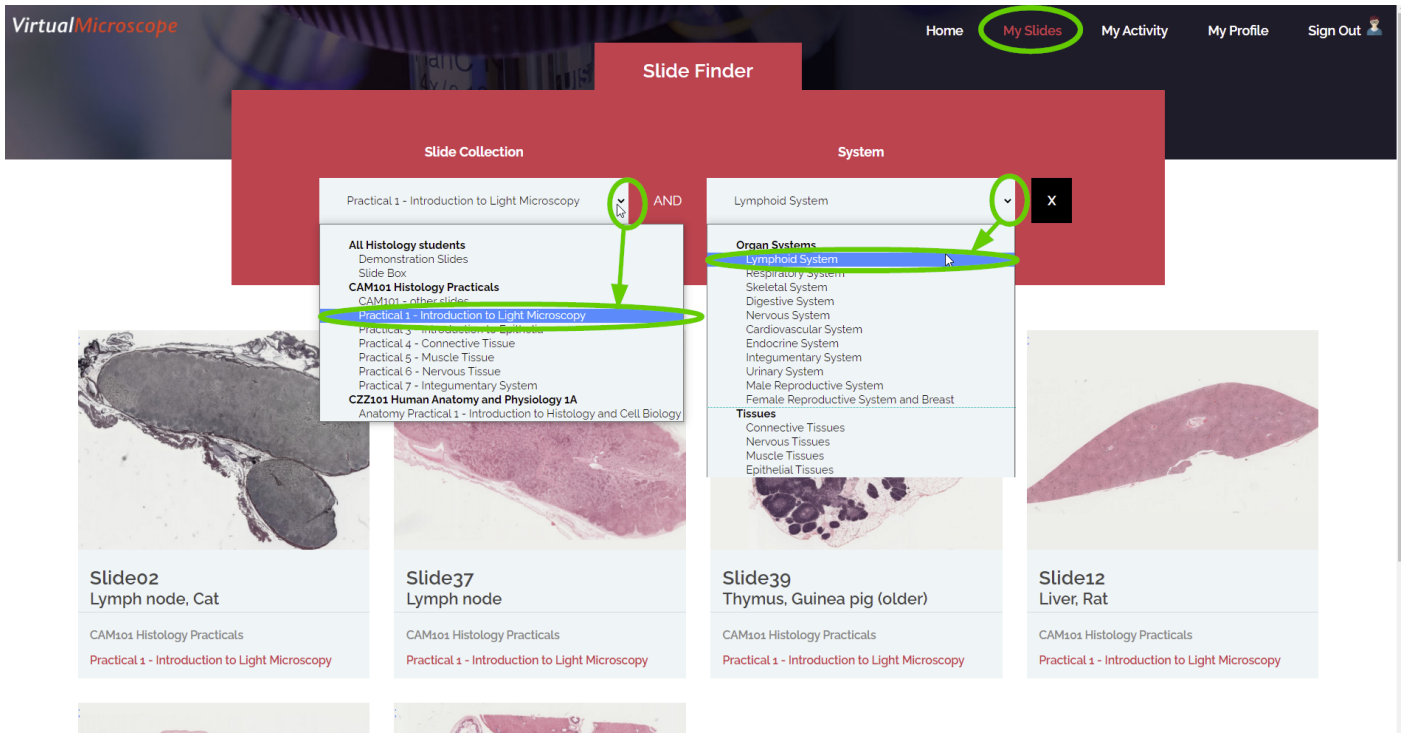 VirtualMicroscope
Home My Slides My Activity My Profile Sign Out
Slide Finder
Slide Collection
System
Practical 1 - Introduction to Light Microscopy
AND
Lymphoid System
X
All Histology students
Demonstration Slides
Slide Box
CAM101 Histology Practicals
CAM101 - other slides
Practical 1 - Introduction to Light Microscopy
Practical 3 - Introduction to Epithelia
Practical 4 - Connective Tissue
Practical 5 - Muscle Tissue
Practical 6 - Nervous Tissue
Practical 7 - Integumentary System
CZZ101 Human Anatomy and Physiology 1A
Anatomy Practical 1 - Introduction to Histology and Cell Biology
Organ Systems
Lymphoid System
Respiratory System
Skeletal System
Digestive System
Nervous System
Cardiovascular System
Endocrine System
Integumentary System
Urinary System
Male Reproductive System
Female Reproductive System and Breast
Tissues
Connective Tissues
Nervous Tissues
Muscle Tissues
Epithelial Tissues
Slide02
Lymph node, Cat
CAM101 Histology Practicals
Practical 1 - Introduction to Light Microscopy
Slide37
Lymph node
CAM101 Histology Practicals
Practical 1 - Introduction to Light Microscopy
Slide39
Thymus, Guinea pig (older)
CAM101 Histology Practicals
Practical 1 - Introduction to Light Microscopy
Slide12
Liver, Rat
CAM101 Histology Practicals
Practical 1 - Introduction to Light Microscopy